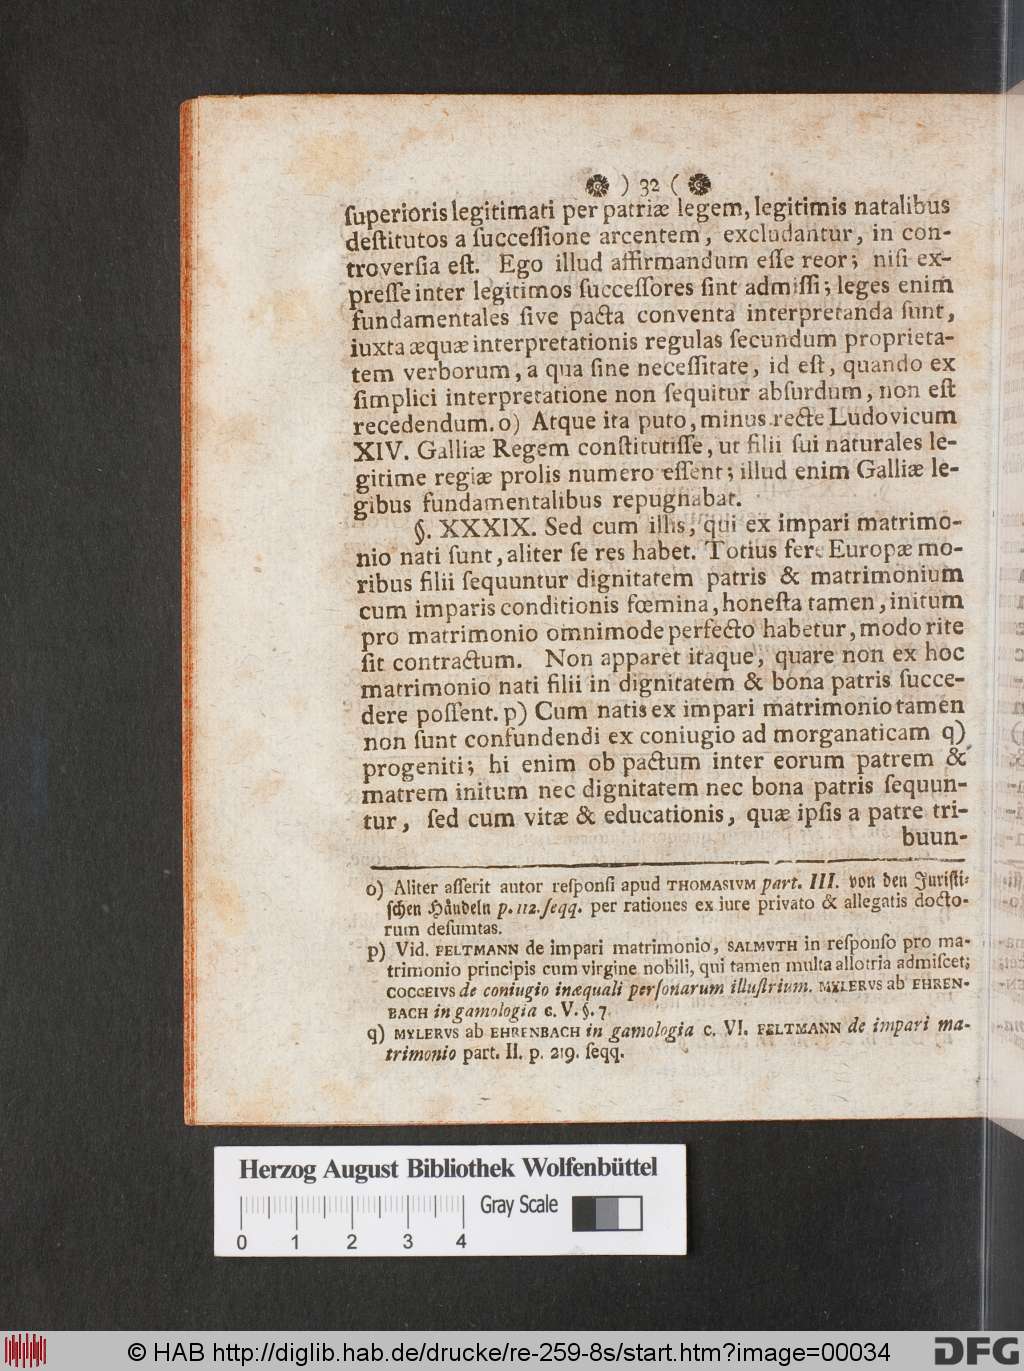 ) 32 (
ſuperioris legitimati per patriæ legem, legitimis natalibus
deſtitutos a ſucceſſione arcentem, excludantur, in con-
troverſia eſt. Ego illud affirmandum eſſe reor; niſi ex-
preſſe inter legitimos ſucceſſores ſint admiſſi; leges enim
fundamentales ſive pacta conventa interpretanda ſunt,
iuxta æquæ interpretationis regulas ſecundum proprieta-
tem verborum, a qua ſine neceſſitate, id eſt, quando ex
ſimplici interpretatione non ſequitur abſurdum, non eſt
recedendum. o) Atque ita puto, minus recte Ludovicum
XIV. Galliæ Regem conſtitutiſſe, ut filii ſui naturales le-
gitime regiæ prolis numero eſſent; illud enim Galliæ le-
gibus fundamentalibus repugnabat.
§. XXXIX. Sed cum illis, qui ex impari matrimo-
nio nati ſunt, aliter ſe res habet. Totius fere Europæ mo-
ribus filii ſequuntur dignitatem patris & matrimonium
cum imparis conditionis fœmina, honeſta tamen, initum
pro matrimonio omnimode perfecto habetur, modo rite
ſit contractum. Non apparet itaque, quare non ex hoc
matrimonio nati filii in dignitatem & bona patris ſucce-
dere poſſent. p) Cum natis ex impari matrimonio tamen
non ſunt confundendi ex coniugio ad morganaticam q)
progeniti; hi enim ob pactum inter eorum patrem &
matrem initum nec dignitatem nec bona patris ſequun-
tur, ſed cum vitæ & educationis, quæ ipſis a patre tri-
buun-
o) Aliter aſſerit autor reſponſi apud THOMASIVM part. III. von den Juriſti-
ſchen Håndeln p. 112. ſeqq. per rationes ex iure privato & allegatis docto-
rum deſumtas.
p) Vid. FELTMANN de impari matrimonio, SALMVTH in reſponſo pro ma-
trimonio principis cum virgine nobili, qui tamen multa allotria admiſcet;
COCCEIVS de coniugio inæquali perſonarum illuſtrium. MYLERVS ab EHREN-
BACH in gamologia c. V. §. 7.
q) MYLERVS ab EHRENBACH in gamologia c. VI. FELTMANN de impari ma-
trimonio part. II. p. 219. ſeqq.
Herzog August Bibliothek Wolfenbüttel
Gray Scale
0 1 2 3 4
© HAB http://diglib.hab.de/drucke/re-259-8s/start.htm?image=00034
DFG